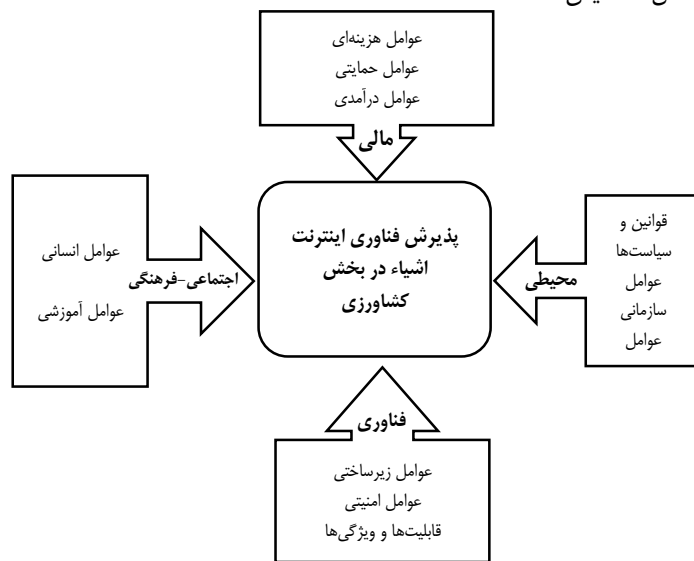 عوامل هزینه‌ای
عوامل حمایتی
عوامل درآمدی
مالی
قوانین و
سیاست‌ها
عوامل
سازمانی
عوامل
محیطی
پذیرش فناوری اینترنت
اشیاء در بخش
کشاورزی
اجتماعی-فرهنگی
عوامل انسانی
عوامل آموزشی
فناوری
عوامل زیرساختی
عوامل امنیتی
قابلیت‌ها و ویژگی‌ها